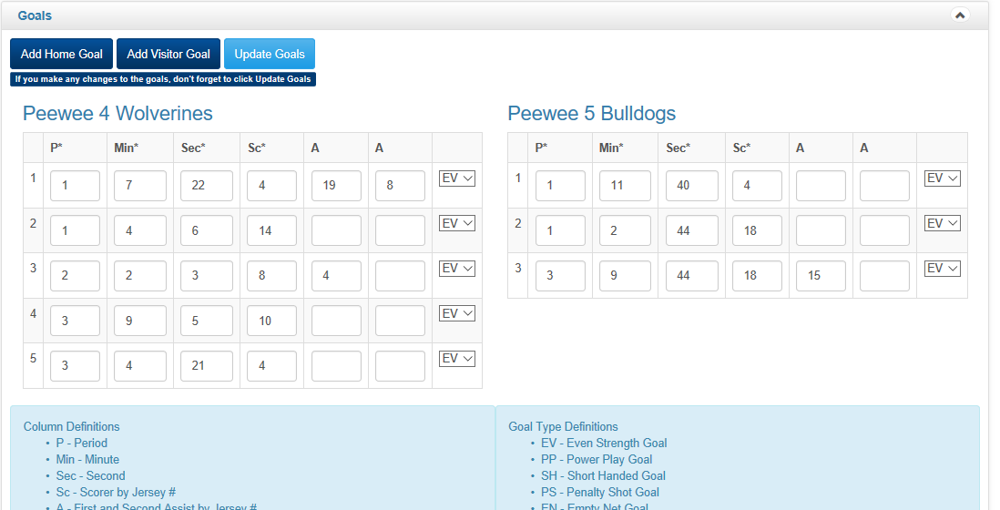 Goals
Add Home Goal Add Visitor Goal Update Goals
If you make any changes to the goals, don't forget to click Update Goals
Peewee 4 Wolverines
P* Min* Sec* Sc* A A
1 1 7 22 4 19 8 EV
2 1 4 6 14 EV
3 2 2 3 8 4 EV
4 3 9 5 10 EV
5 3 4 21 4 EV
Peewee 5 Bulldogs
P* Min* Sec* Sc* A A
1 1 11 40 4 EV
2 1 2 44 18 EV
3 3 9 44 18 15 EV
Column Definitions
• P - Period
• Min - Minute
• Sec - Second
• Sc - Scorer by Jersey #
• A - First and Second Assist by Jersey #
Goal Type Definitions
• EV - Even Strength Goal
• PP - Power Play Goal
• SH - Short Handed Goal
• PS - Penalty Shot Goal
• EN - Empty Net Goal